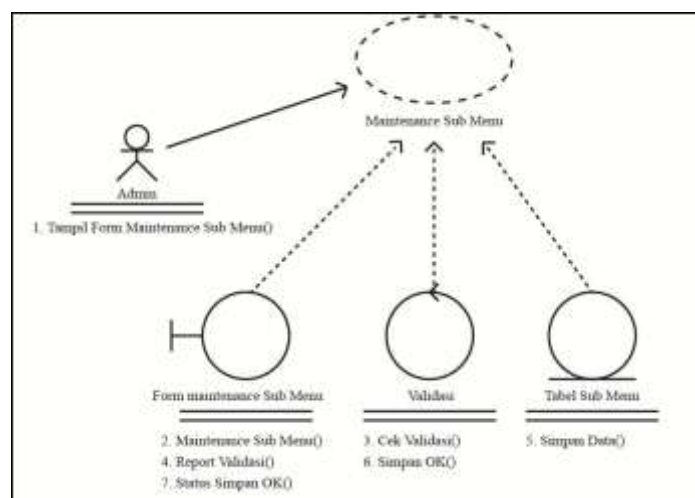 Maintenance Sub Menu
Admin
1. Tampil Form Maintenance Sub Menu()
Form maintenance Sub Menu
2. Maintenance Sub Menu()
4. Report Validasi()
7. Status Simpan OK()
Validasi
3. Cek Validasi()
6. Simpan OK()
Tabel Sub Menu
5. Simpan Data()